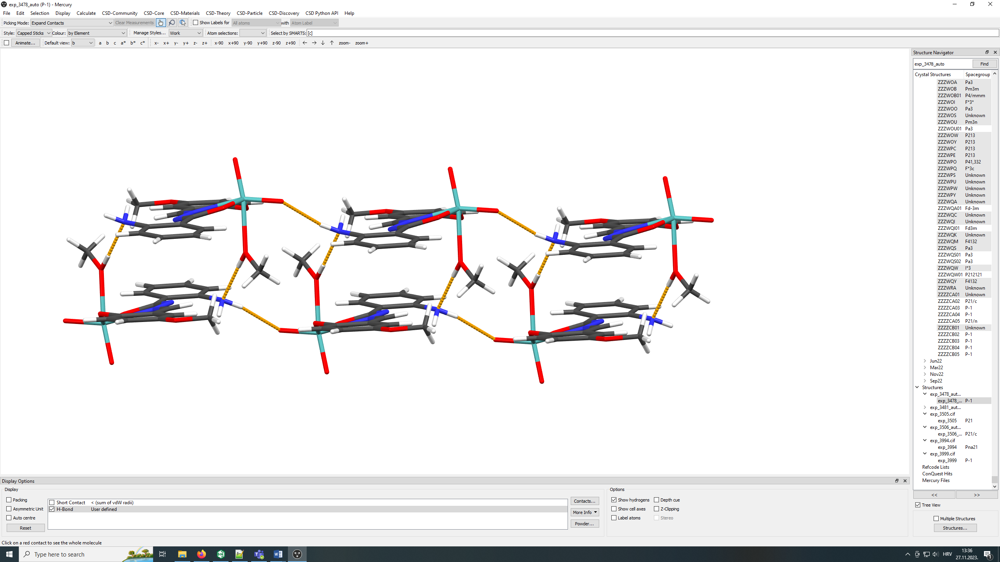 exp_3478_auto (P-1) - Mercury
File Edit Selection Display Calculate CSD-Community CSD-Core CSD-Materials CSD-Theory CSD-Particle CSD-Discovery CSD Python API Help
Picking Mode: Expand Contacts Clear Measurements Show Labels for All atoms with Atom Label
Style: Capped Sticks Colour: by Element Manage Styles... Work Atom selections: Select by SMARTS: [c]
Animate... Default view: b a b c a* b* c* x- x+ y- y+ z- z+ x-90 x+90 y-90 y+90 z-90 z+90 ← → ↓ ↑ zoom- zoom+
Structure Navigator
exp_3478_auto Find
Crystal Structures Spacegroup
ZZZWOA Pa3
ZZZWOB Pm3m
ZZZWOB01 P4/mmm
ZZZWOI F*3*
ZZZWOO Pa3
ZZZWOS Unknown
ZZZWOU Pm3n
ZZZWOU01 Pa3
ZZZWOW P213
ZZZWOY P213
ZZZWPC P213
ZZZWPE P213
ZZZWPO P41,332
ZZZWPQ F*3c
ZZZWPS Unknown
ZZZWPU Unknown
ZZZWPW Unknown
ZZZWPY Unknown
ZZZWQA Unknown
ZZZWQA01 Fd-3m
ZZZWQC Unknown
ZZZWQI Unknown
ZZZWQI01 Fd3m
ZZZWQK Unknown
ZZZWQM F4132
ZZZWQS Pa3
ZZZWQS01 Pa3
ZZZWQS02 Pa3
ZZZWQW I*3
ZZZWQW01 P212121
ZZZWQY F4132
ZZZWRA Unknown
ZZZZCA01 Unknown
ZZZZCA02 P21/c
ZZZZCA03 P-1
ZZZZCA04 P-1
ZZZZCA05 P21/n
ZZZZCB01 Unknown
ZZZZCB02 P-1
ZZZZCB03 P-1
ZZZZCB04 P-1
ZZZZCB05 P-1
Jun22
Mar22
Nov22
Sep22
Structures
exp_3478_aut...
exp_3478_... P-1
exp_3481_aut...
exp_3505.cif
exp_3505 P21
exp_3506_aut...
exp_3506_... P21/c
exp_3994.cif
exp_3994 Pna21
exp_3999.cif
exp_3999 P-1
Refcode Lists
ConQuest Hits
Mercury Files
<< >>
Tree View
Multiple Structures
Structures...
Display Options
Display
Packing
Asymmetric Unit
Auto centre
Reset
Short Contact < (sum of vdW radii)
H-Bond User defined
Contacts...
More Info
Powder...
Options
Show hydrogens Depth cue
Show cell axes Z-Clipping
Label atoms Stereo
Click on a red contact to see the whole molecule
Type here to search
HRV
13:36
27.11.2023.
1